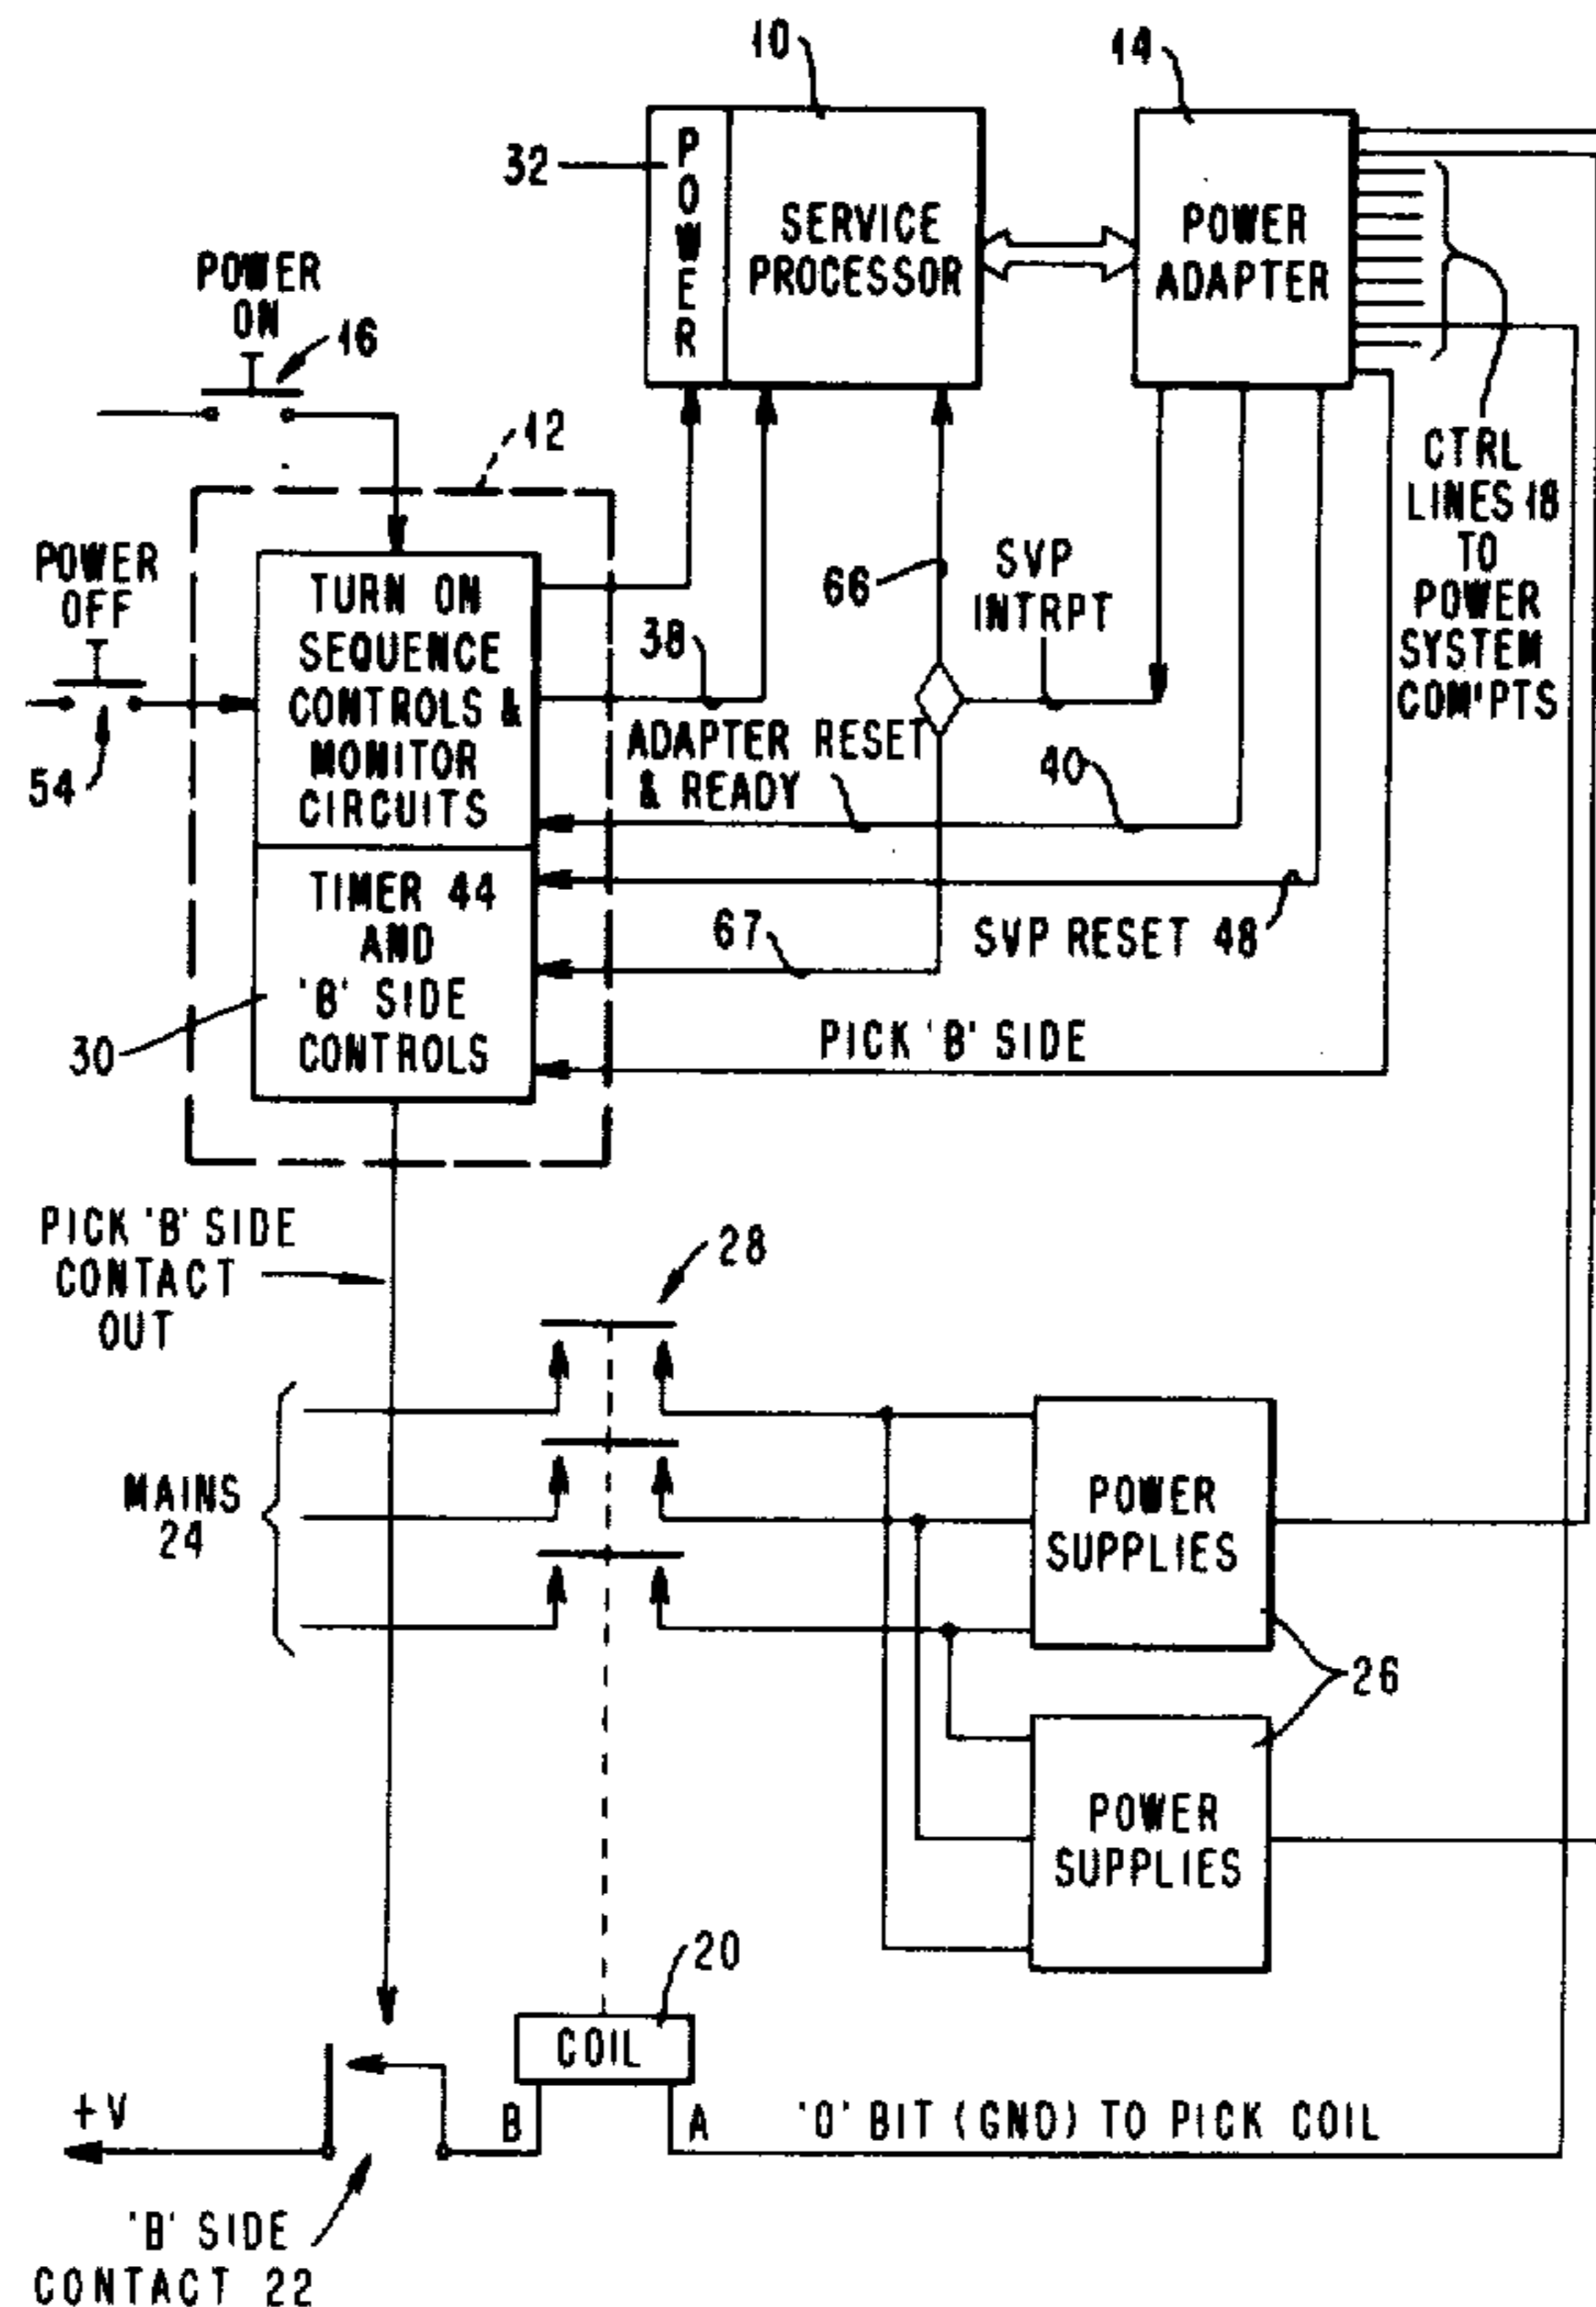 10
14
32
POWER
SERVICE
PROCESSOR
POWER
ADAPTER
POWER
ON
16
12
CTRL
LINES 18
TO
POWER
SYSTEM
COM'PTS
POWER
OFF
54
TURN ON
SEQUENCE
CONTROLS &
MONITOR
CIRCUITS
66
SVP
INTRPT
38
ADAPTER RESET
& READY
40
TIMER 44
AND
'B' SIDE
CONTROLS
30
67
SVP RESET 48
PICK 'B' SIDE
PICK 'B' SIDE
CONTACT
OUT
28
MAINS
24
POWER
SUPPLIES
26
POWER
SUPPLIES
20
COIL
+V
B
A
'0' BIT (GND) TO PICK COIL
'B' SIDE
CONTACT 22